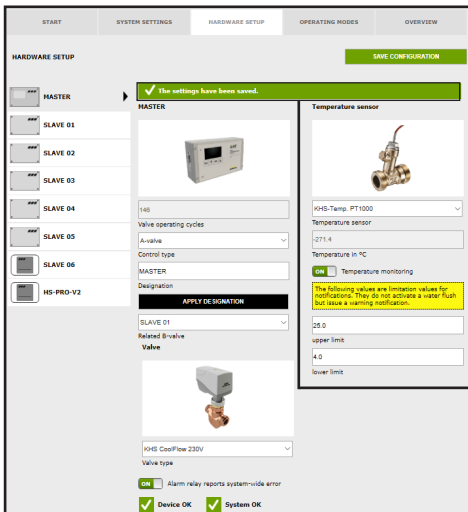 START
SYSTEM SETTINGS
HARDWARE SETUP
OPERATING MODES
OVERVIEW
HARDWARE SETUP
SAVE CONFIGURATION
MASTER
SLAVE 01
SLAVE 02
SLAVE 03
SLAVE 04
SLAVE 05
SLAVE 06
HS-PRO-V2
The settings have been saved.
MASTER
146
Valve operating cycles
A-valve
Control type
MASTER
Designation
APPLY DESIGNATION
SLAVE 01
Related B-valve
Valve
KHS CoolFlow 230V
Valve type
ON Alarm relay reports system-wide error
Device OK
System OK
Temperature sensor
KHS-Temp. PT1000
Temperature sensor
-271.4
Temperature in °C
ON Temperature monitoring
The following values are limitation values for
notifications. They do not activate a water flush
but issue a warning notification.
25.0
upper limit
4.0
lower limit